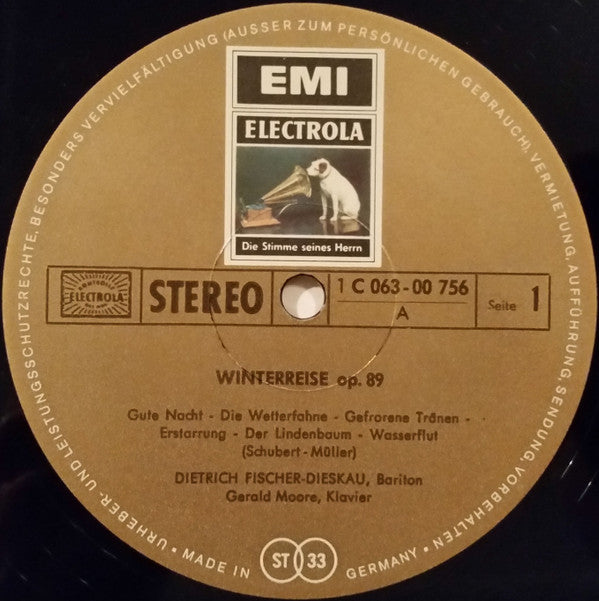 URHEBER- UND LEISTUNGSSCHUTZRECHTE, BESONDERS VERVIELFÄLTIGUNG (AUSSER ZUM PERSÖNLICHEN GEBRAUCH), VERMIETUNG, AUFFÜHRUNG, SENDUNG, VORBEHALTEN
EMI
ELECTROLA
Die Stimme seines Herrn
ELECTROLA
STEREO
1 C 063-00 756
A
Seite 1
WINTERREISE op. 89
Gute Nacht - Die Wetterfahne - Gefrorene Tränen -
Erstarrung - Der Lindenbaum - Wasserflut
(Schubert - Müller)
DIETRICH FISCHER-DIESKAU, Bariton
Gerald Moore, Klavier
• MADE IN ST 33 GERMANY •